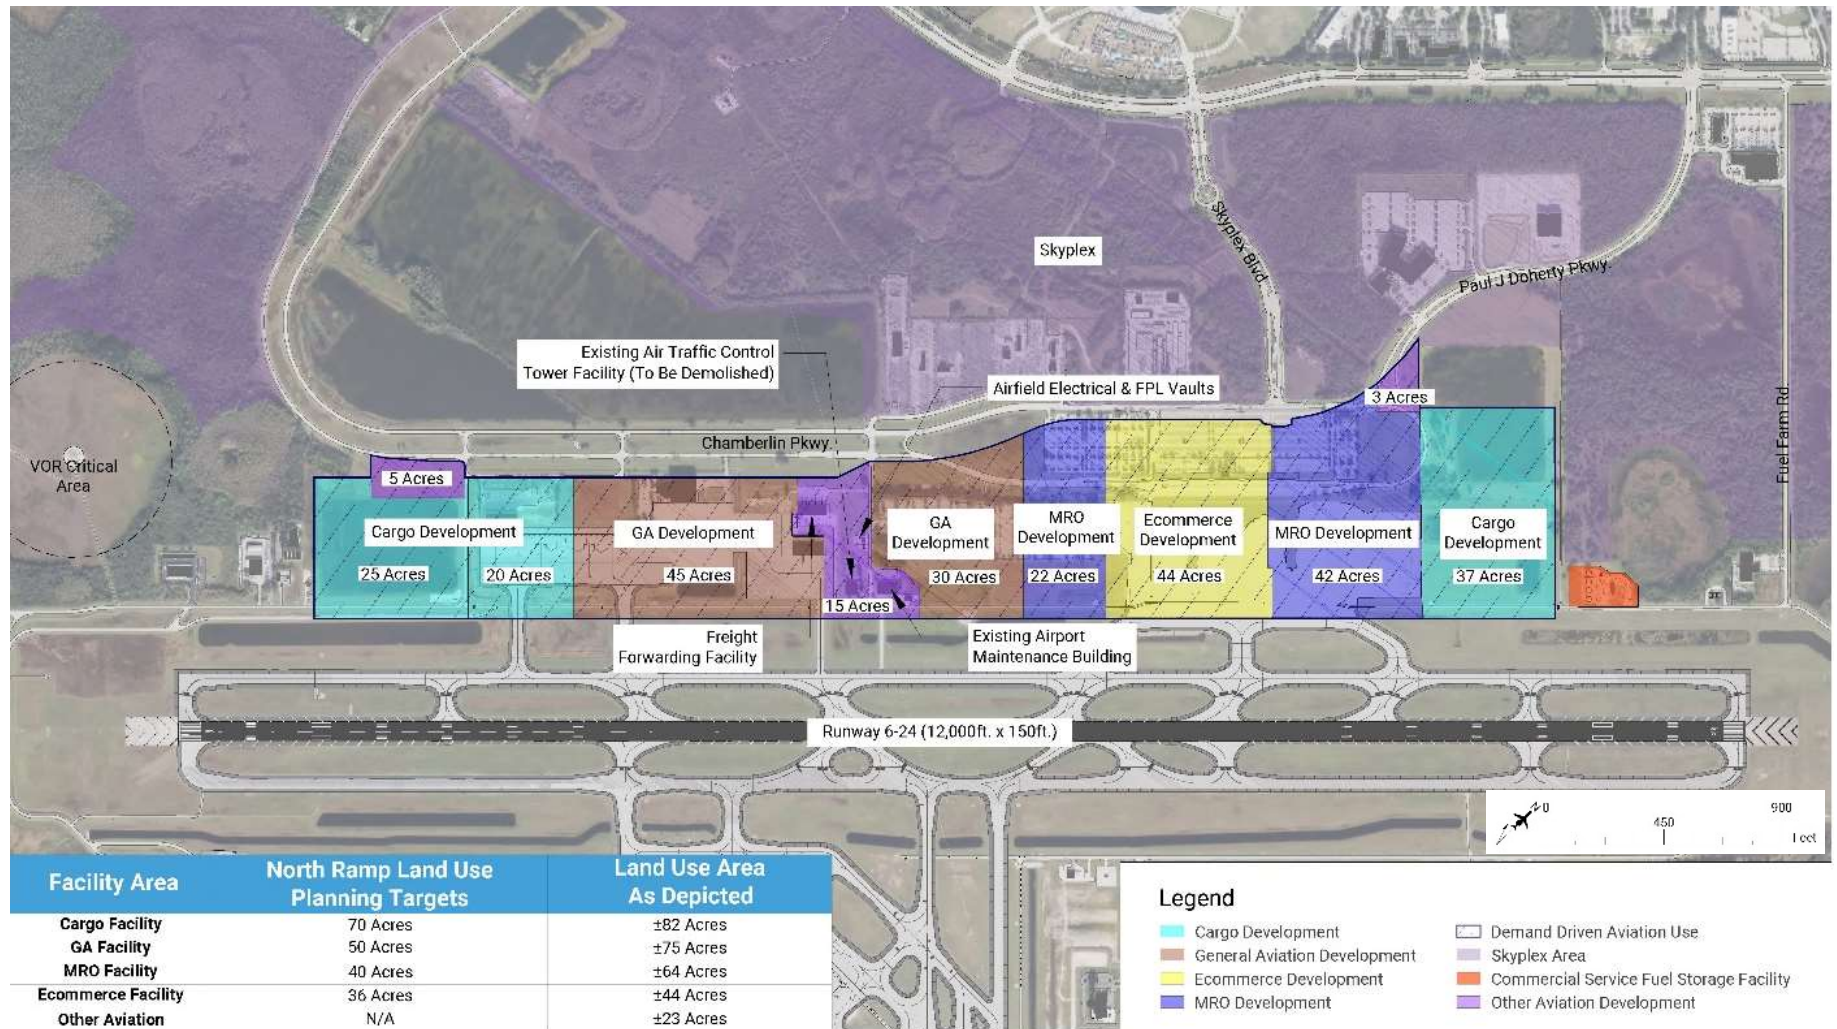 Skyplex
Skyplex Blvd.
Paul J Doherty Pkwy.
Existing Air Traffic Control
Tower Facility (To Be Demolished)
Airfield Electrical & FPL Vaults
3 Acres
Chamberlin Pkwy.
Fuel Farm Rd.
VOR Critical
Area
5 Acres
Cargo Development
25 Acres
20 Acres
GA Development
45 Acres
15 Acres
GA
Development
30 Acres
MRO
Development
22 Acres
Ecommerce
Development
44 Acres
MRO Development
42 Acres
Cargo
Development
37 Acres
Freight
Forwarding Facility
Existing Airport
Maintenance Building
Runway 6-24 (12,000ft. x 150ft.)
0 450 900
Feet
Facility Area
North Ramp Land Use
Planning Targets
Land Use Area
As Depicted
Cargo Facility 70 Acres ±82 Acres
GA Facility 50 Acres ±75 Acres
MRO Facility 40 Acres ±64 Acres
Ecommerce Facility 36 Acres ±44 Acres
Other Aviation N/A ±23 Acres
Legend
Cargo Development
General Aviation Development
Ecommerce Development
MRO Development
Demand Driven Aviation Use
Skyplex Area
Commercial Service Fuel Storage Facility
Other Aviation Development